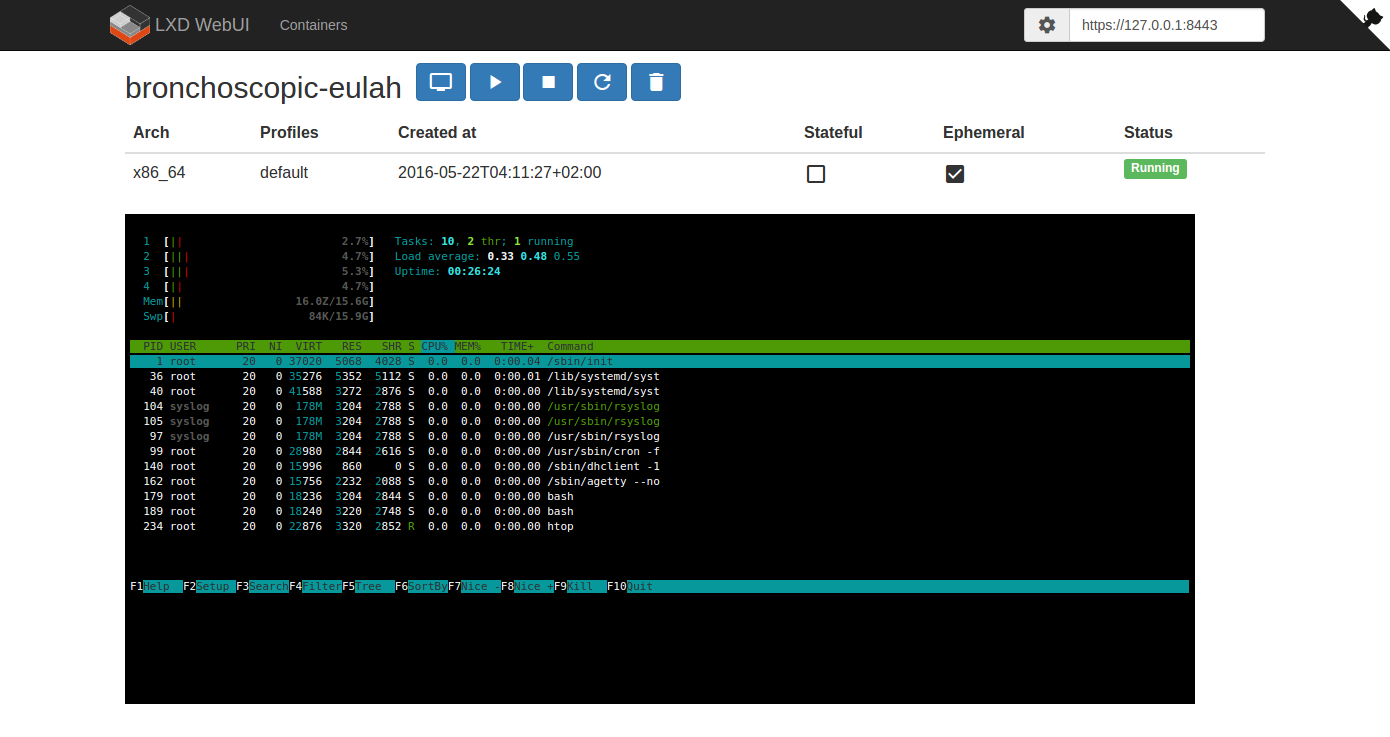 LXD WebUI Containers https://127.0.0.1:8443
bronchoscopic-eulah
Arch Profiles Created at Stateful Ephemeral Status
x86_64 default 2016-05-22T04:11:27+02:00 Running
1 [|| 2.7%] Tasks: 10, 2 thr; 1 running
2 [||| 4.7%] Load average: 0.33 0.48 0.55
3 [||| 5.3%] Uptime: 00:26:24
4 [|| 4.7%]
Mem[|| 16.0Z/15.6G]
Swp[| 84K/15.9G]
PID USER PRI NI VIRT RES SHR S CPU% MEM% TIME+ Command
1 root 20 0 37020 5068 4028 S 0.0 0.0 0:00.04 /sbin/init
36 root 20 0 35276 5352 5112 S 0.0 0.0 0:00.01 /lib/systemd/syst
40 root 20 0 41588 3272 2876 S 0.0 0.0 0:00.00 /lib/systemd/syst
104 syslog 20 0 178M 3204 2788 S 0.0 0.0 0:00.00 /usr/sbin/rsyslog
105 syslog 20 0 178M 3204 2788 S 0.0 0.0 0:00.00 /usr/sbin/rsyslog
97 syslog 20 0 178M 3204 2788 S 0.0 0.0 0:00.00 /usr/sbin/rsyslog
99 root 20 0 28980 2844 2616 S 0.0 0.0 0:00.00 /usr/sbin/cron -f
140 root 20 0 15996 860 0 S 0.0 0.0 0:00.00 /sbin/dhclient -1
162 root 20 0 15756 2232 2088 S 0.0 0.0 0:00.00 /sbin/agetty --no
179 root 20 0 18236 3204 2844 S 0.0 0.0 0:00.00 bash
189 root 20 0 18240 3220 2748 S 0.0 0.0 0:00.00 bash
234 root 20 0 22876 3320 2852 R 0.0 0.0 0:00.00 htop
F1Help F2Setup F3SearchF4FilterF5Tree F6SortByF7Nice -F8Nice +F9Kill F10Quit